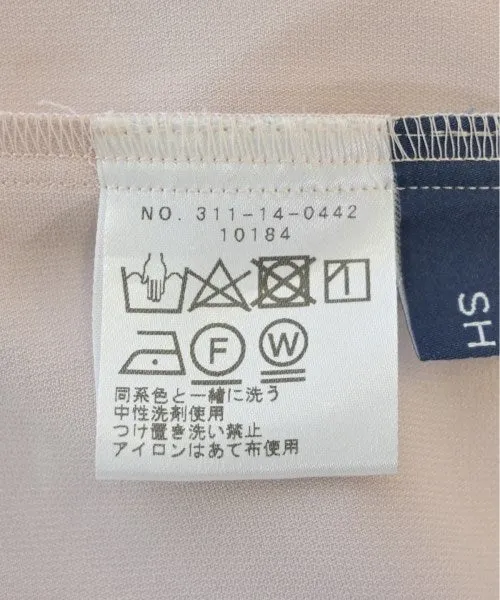 NO. 311-14-0442
10184
F
W
同系色と一緒に洗う
中性洗剤使用
つけ置き洗い禁止
アイロンはあて布使用
HS